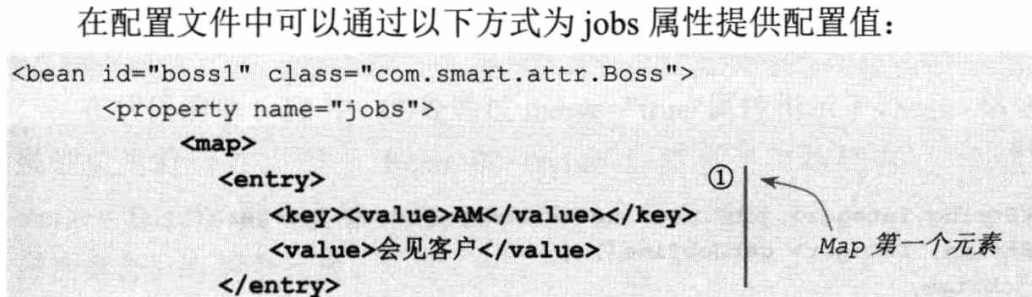 在配置文件中可以通过以下方式为 jobs 属性提供配置值：
<bean id="boss1" class="com.smart.attr.Boss">
<property name="jobs">
<map>
<entry>
①
<key><value>AM</value></key>
<value>会见客户</value>
Map 第一个元素
</entry>